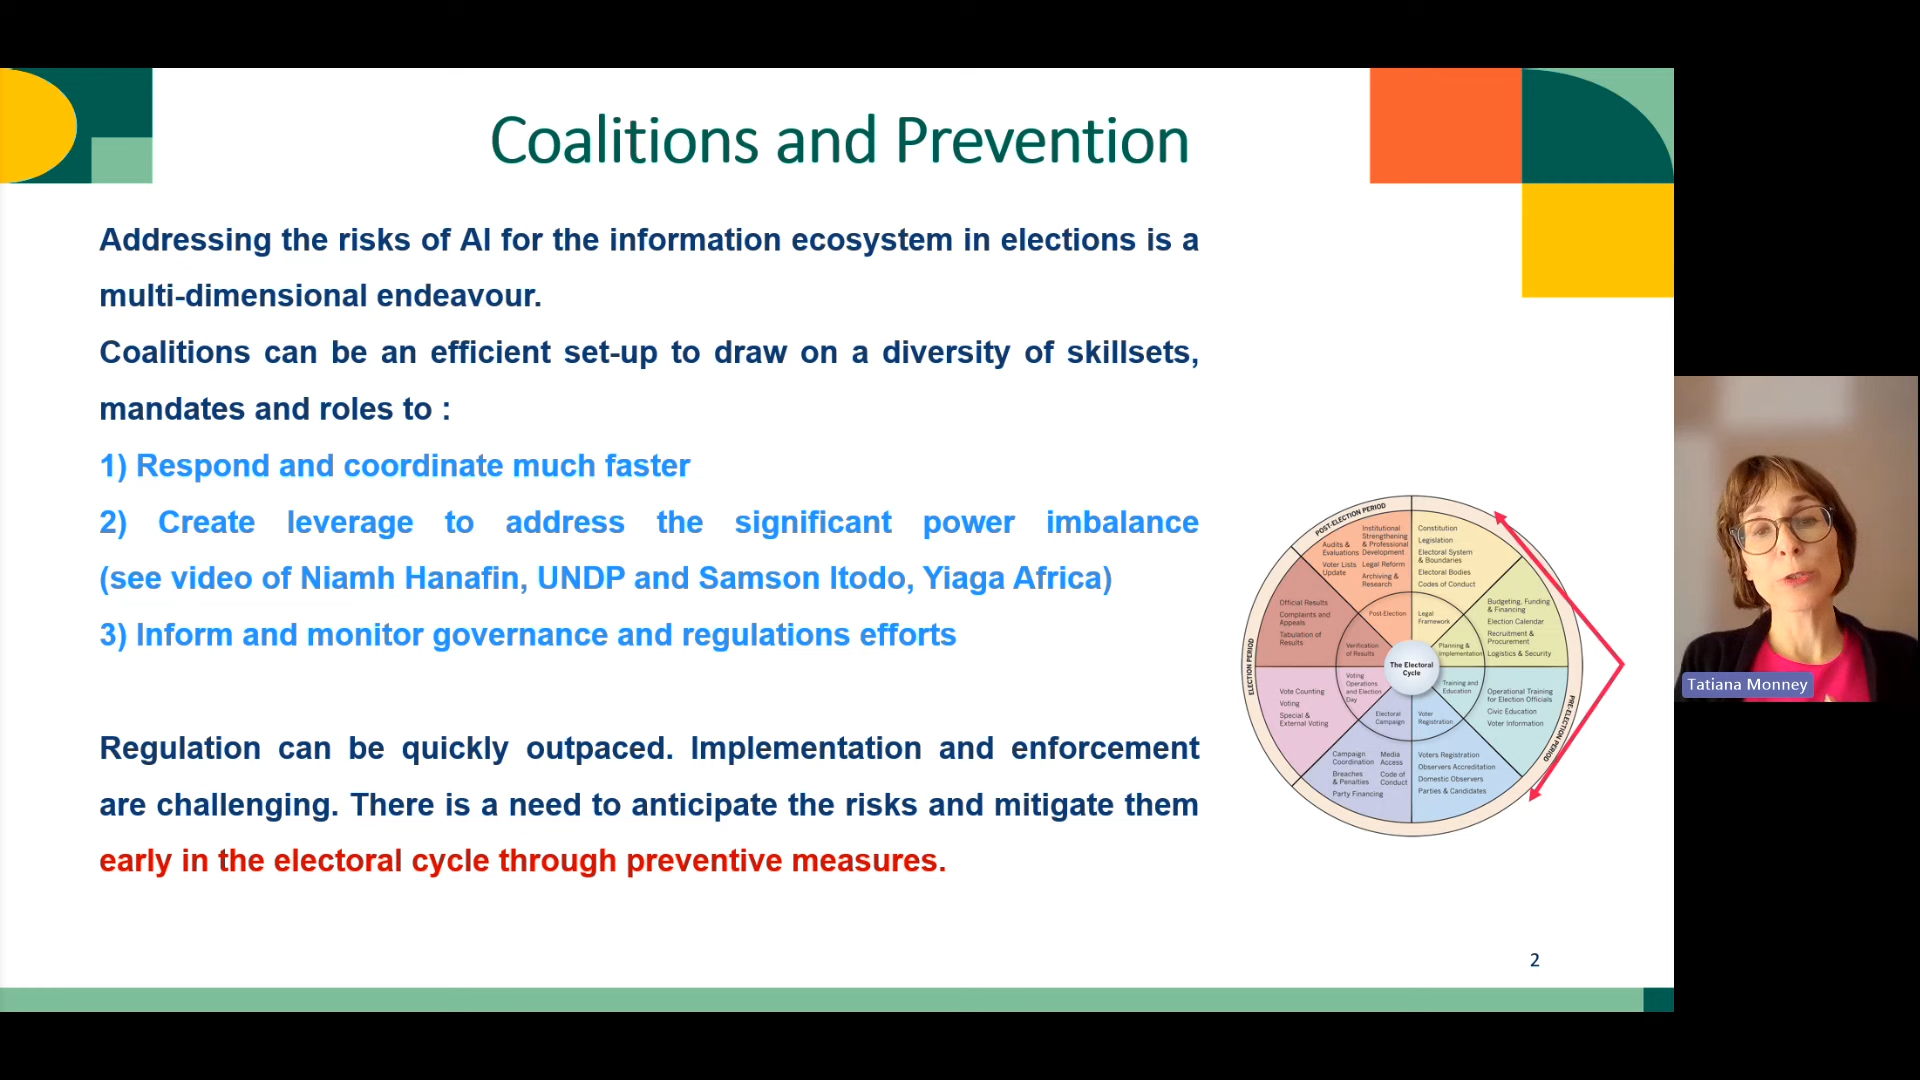 Coalitions and Prevention
Addressing the risks of AI for the information ecosystem in elections is a
multi-dimensional endeavour.
Coalitions can be an efficient set-up to draw on a diversity of skillsets,
mandates and roles to :
1) Respond and coordinate much faster
2) Create leverage to address the significant power imbalance
(see video of Niamh Hanafin, UNDP and Samson Itodo, Yiaga Africa)
3) Inform and monitor governance and regulations efforts
Regulation can be quickly outpaced. Implementation and enforcement
are challenging. There is a need to anticipate the risks and mitigate them
early in the electoral cycle through preventive measures.
POST-ELECTION PERIOD
Institutional
Strengthening
& Professional
Development
Audits &
Evaluations
Voter Lists
Update
Legal Reform
Archiving &
Research
Post-Election
Constitution
Legislation
Electoral System
& Boundaries
Electoral Bodies
Codes of Conduct
Legal
Framework
Budgeting, Funding
& Financing
Election Calendar
Recruitment &
Procurement
Logistics & Security
Planning &
Implementation
PRE-ELECTION PERIOD
Operational Training
for Election Officials
Civic Education
Voter Information
Training and
Education
Voters Registration
Observers Accreditation
Domestic Observers
Parties & Candidates
Voter
Registration
Campaign
Coordination
Media
Access
Breaches
& Penalties
Code of
Conduct
Party Financing
Electoral
Campaign
ELECTION PERIOD
Vote Counting
Voting
Special &
External Voting
Voting
Operations
and Election
Day
Official Results
Complaints and
Appeals
Tabulation of
Results
Verification
of Results
The Electoral
Cycle
2
Tatiana Monney